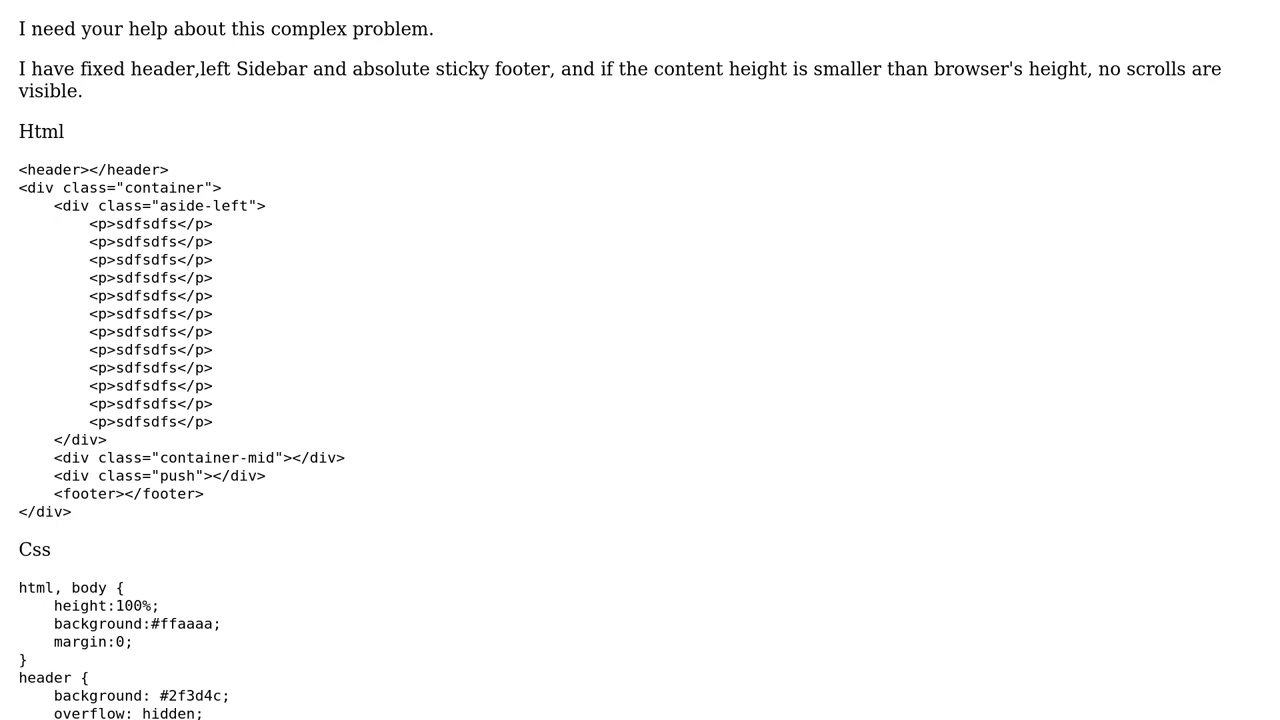 I need your help about this complex problem.
I have fixed header,left Sidebar and absolute sticky footer, and if the content height is smaller than browser's height, no scrolls are
visible.
Html
<header></header>
<div class="container">
    <div class="aside-left">
        <p>sdfsdfs</p>
        <p>sdfsdfs</p>
        <p>sdfsdfs</p>
        <p>sdfsdfs</p>
        <p>sdfsdfs</p>
        <p>sdfsdfs</p>
        <p>sdfsdfs</p>
        <p>sdfsdfs</p>
        <p>sdfsdfs</p>
        <p>sdfsdfs</p>
        <p>sdfsdfs</p>
        <p>sdfsdfs</p>
    </div>
    <div class="container-mid"></div>
    <div class="push"></div>
    <footer></footer>
</div>
Css
html, body {
    height:100%;
    background:#ffaaaa;
    margin:0;
}
header {
    background: #2f3d4c;
    overflow: hidden;